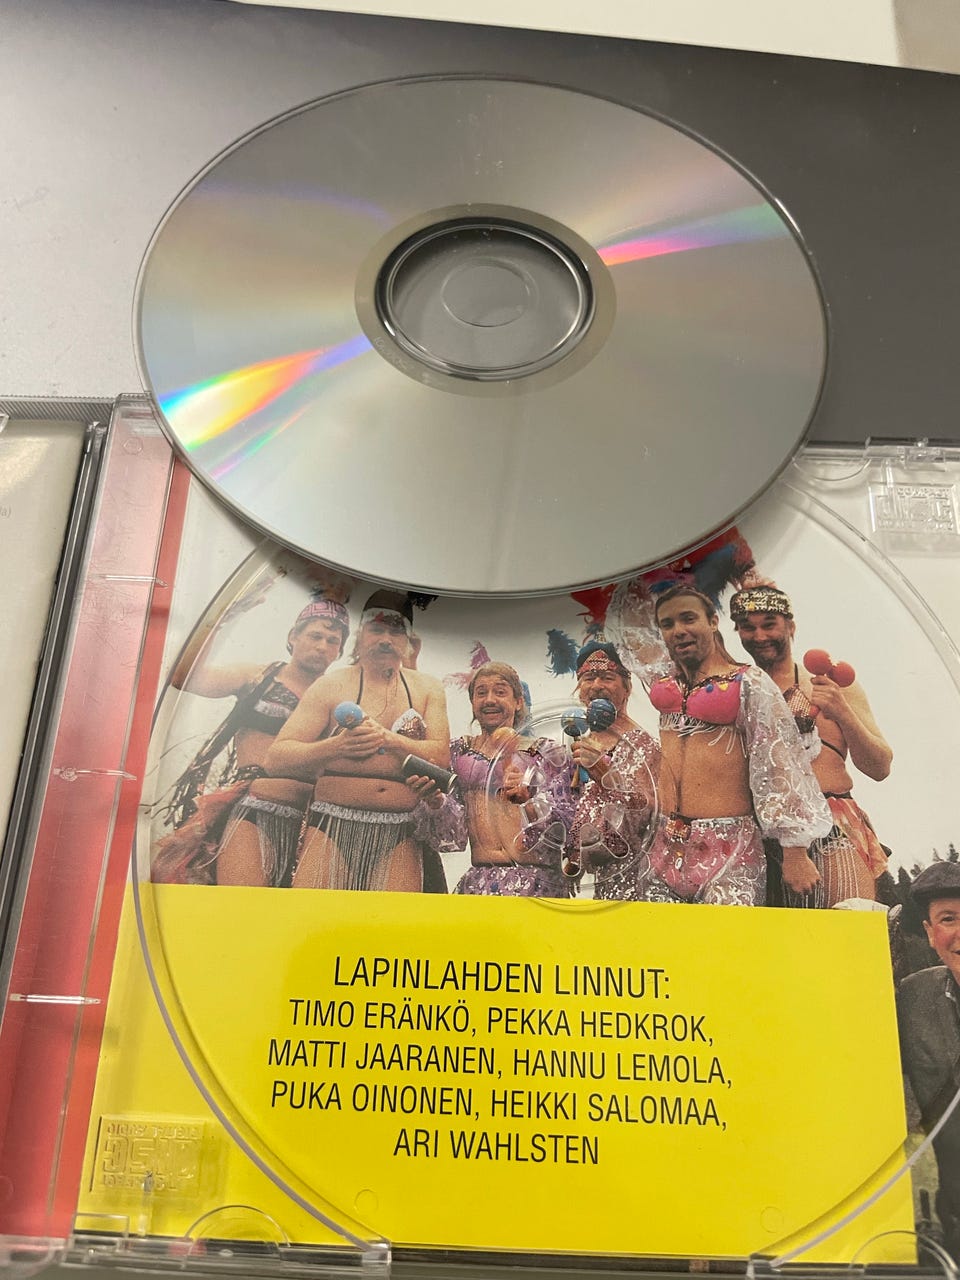 LAPINLAHDEN LINNUT:
TIMO ERÄNKÖ, PEKKA HEDKROK,
MATTI JAARANEN, HANNU LEMOLA,
PUKA OINONEN, HEIKKI SALOMAA,
ARI WAHLSTEN